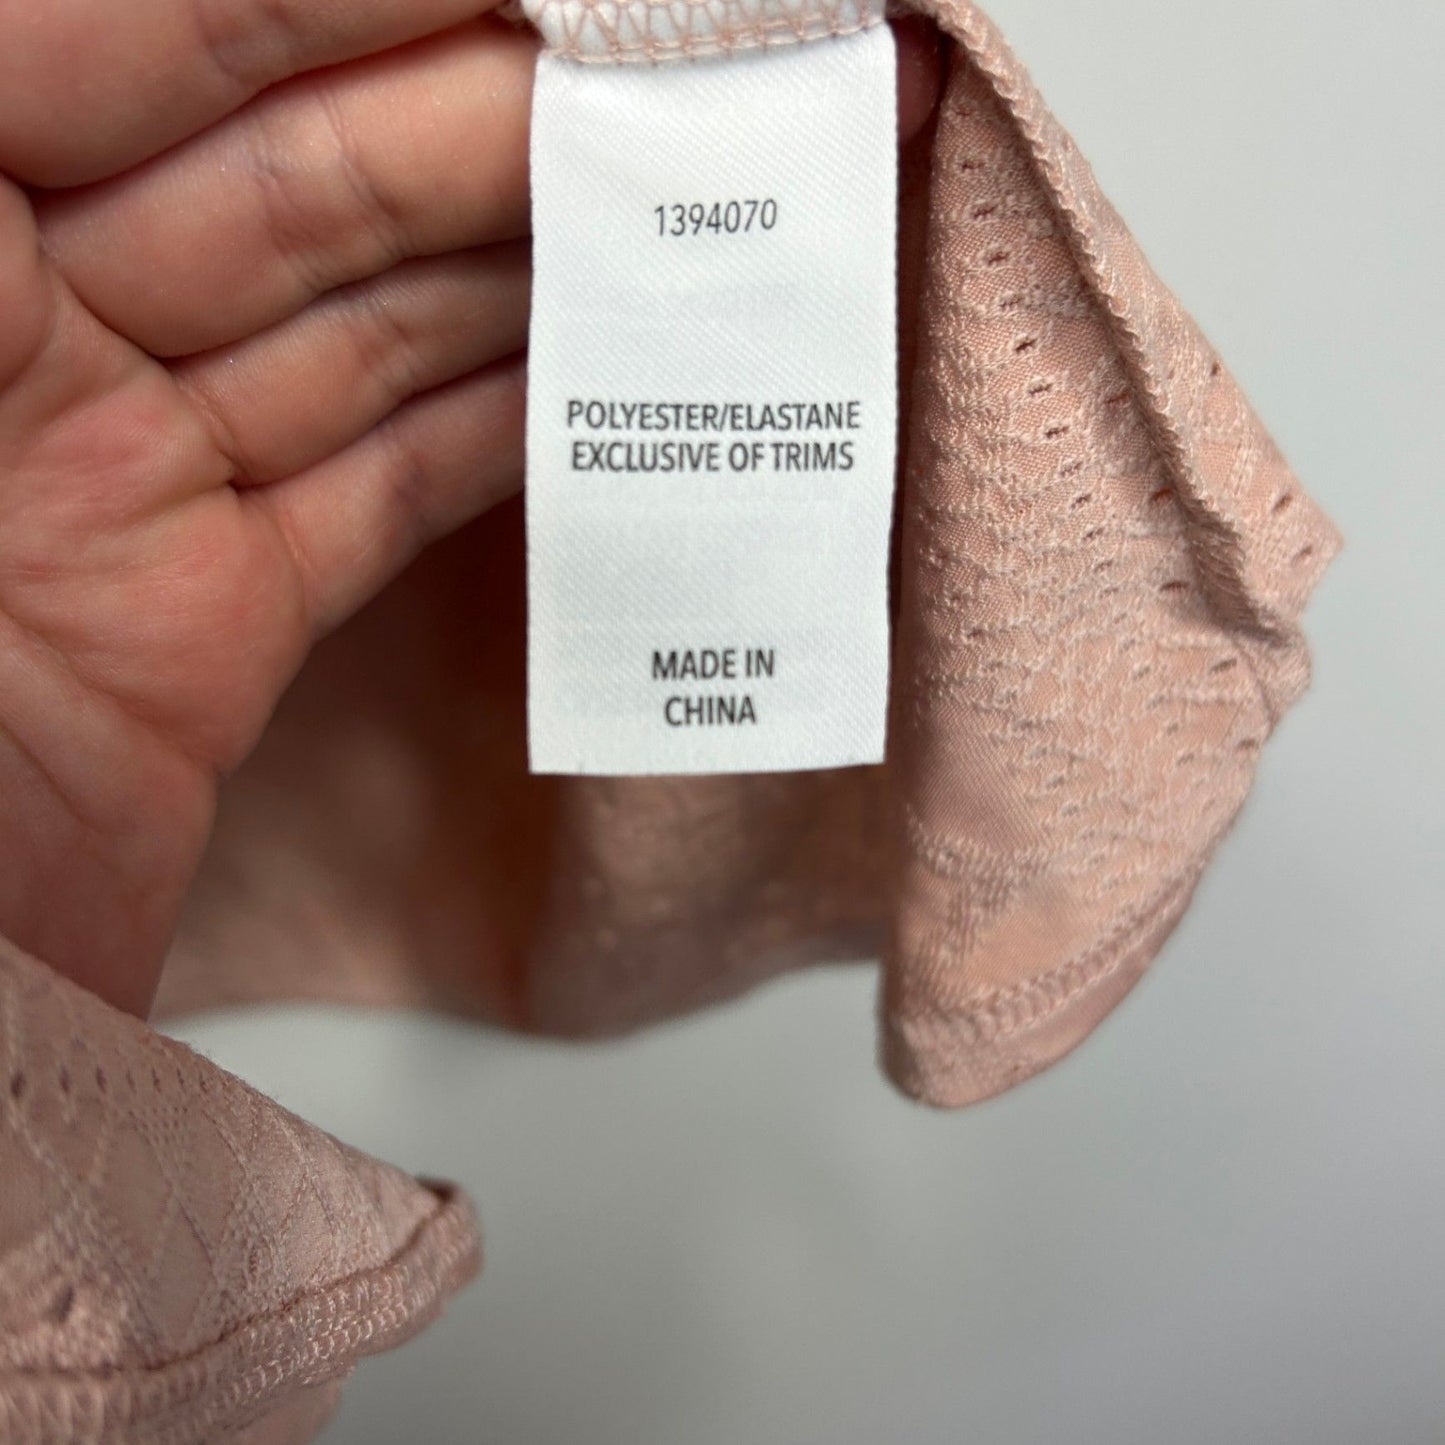 1394070
POLYESTER/ELASTANE
EXCLUSIVE OF TRIMS
MADE IN
CHINA